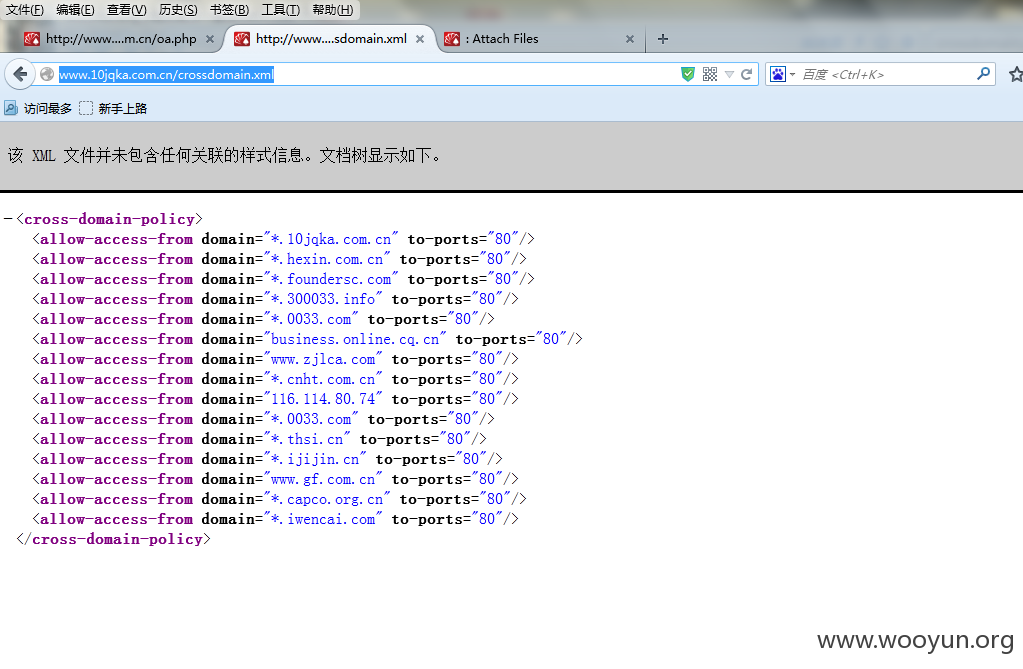 文件(F) 编辑(E) 查看(V) 历史(S) 书签(B) 工具(T) 帮助(H)
http://www....m.cn/oa.php × http://www....sdomain.xml × : Attach Files × +
www.10jqka.com.cn/crossdomain.xml 百度 <Ctrl+K>
访问最多 新手上路
该 XML 文件并未包含任何关联的样式信息。文档树显示如下。
−<cross-domain-policy>
<allow-access-from domain="*.10jqka.com.cn" to-ports="80"/>
<allow-access-from domain="*.hexin.com.cn" to-ports="80"/>
<allow-access-from domain="*.foundersc.com" to-ports="80"/>
<allow-access-from domain="*.300033.info" to-ports="80"/>
<allow-access-from domain="*.0033.com" to-ports="80"/>
<allow-access-from domain="business.online.cq.cn" to-ports="80"/>
<allow-access-from domain="www.zjlca.com" to-ports="80"/>
<allow-access-from domain="*.cnht.com.cn" to-ports="80"/>
<allow-access-from domain="116.114.80.74" to-ports="80"/>
<allow-access-from domain="*.0033.com" to-ports="80"/>
<allow-access-from domain="*.thsi.cn" to-ports="80"/>
<allow-access-from domain="*.ijijin.cn" to-ports="80"/>
<allow-access-from domain="www.gf.com.cn" to-ports="80"/>
<allow-access-from domain="*.capco.org.cn" to-ports="80"/>
<allow-access-from domain="*.iwencai.com" to-ports="80"/>
</cross-domain-policy>
www.wooyun.org